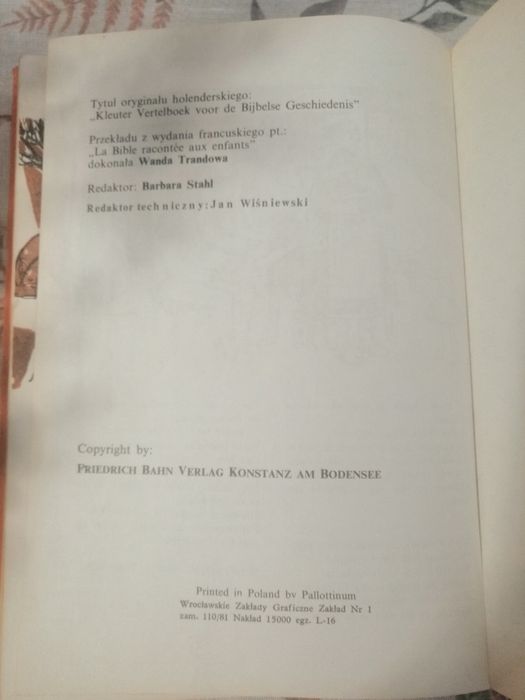 Tytuł oryginału holenderskiego:
„Kleuter Vertelboek voor de Bijbelse Geschiedenis”
Przekładu z wydania francuskiego pt.:
„La Bible racontée aux enfants”
dokonała Wanda Trandowa
Redaktor: Barbara Stahl
Redaktor techniczny: Jan Wiśniewski
Copyright by:
PRIEDRICH BAHN VERLAG KONSTANZ AM BODENSEE
Printed in Poland by Pallottinum
Wrocławskie Zakłady Graficzne Zakład Nr 1
zam. 110/81 Nakład 15000 egz. L-16